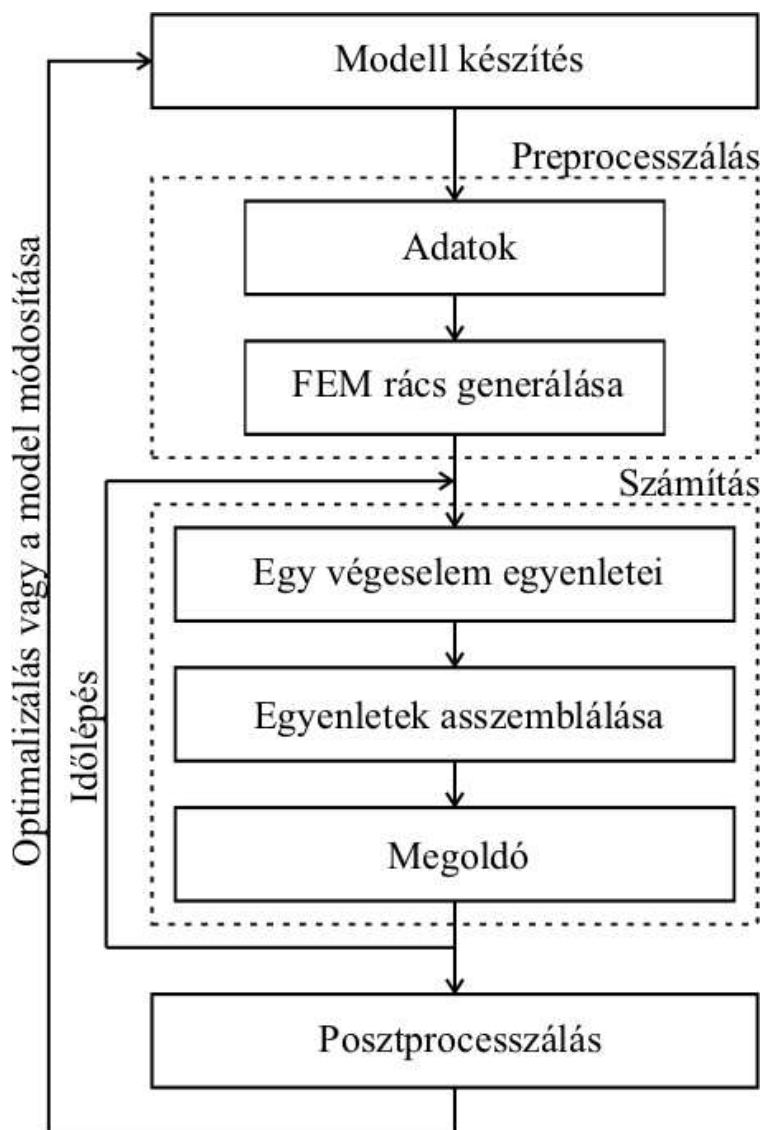 Modell készítés
Preprocesszálás
Adatok
FEM rács generálása
Számítás
Egy végeselem egyenletei
Egyenletek asszemblálása
Megoldó
Posztprocesszálás
Időlépés
Optimalizálás vagy a model módosítása